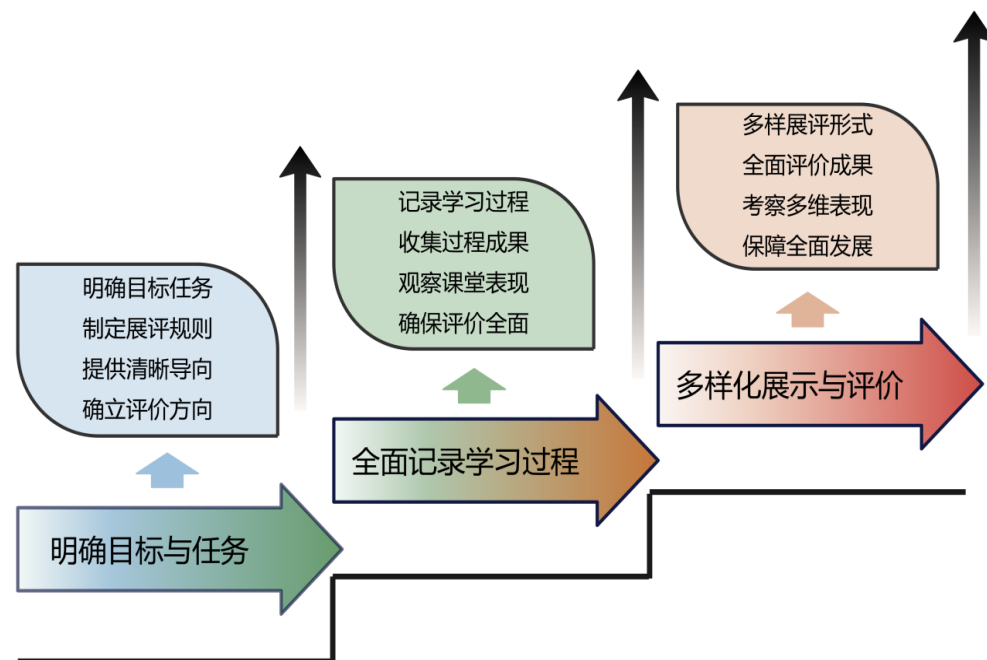 明确目标任务
制定展评规则
提供清晰导向
确立评价方向
明确目标与任务
记录学习过程
收集过程成果
观察课堂表现
确保评价全面
全面记录学习过程
多样展评形式
全面评价成果
考察多维表现
保障全面发展
多样化展示与评价